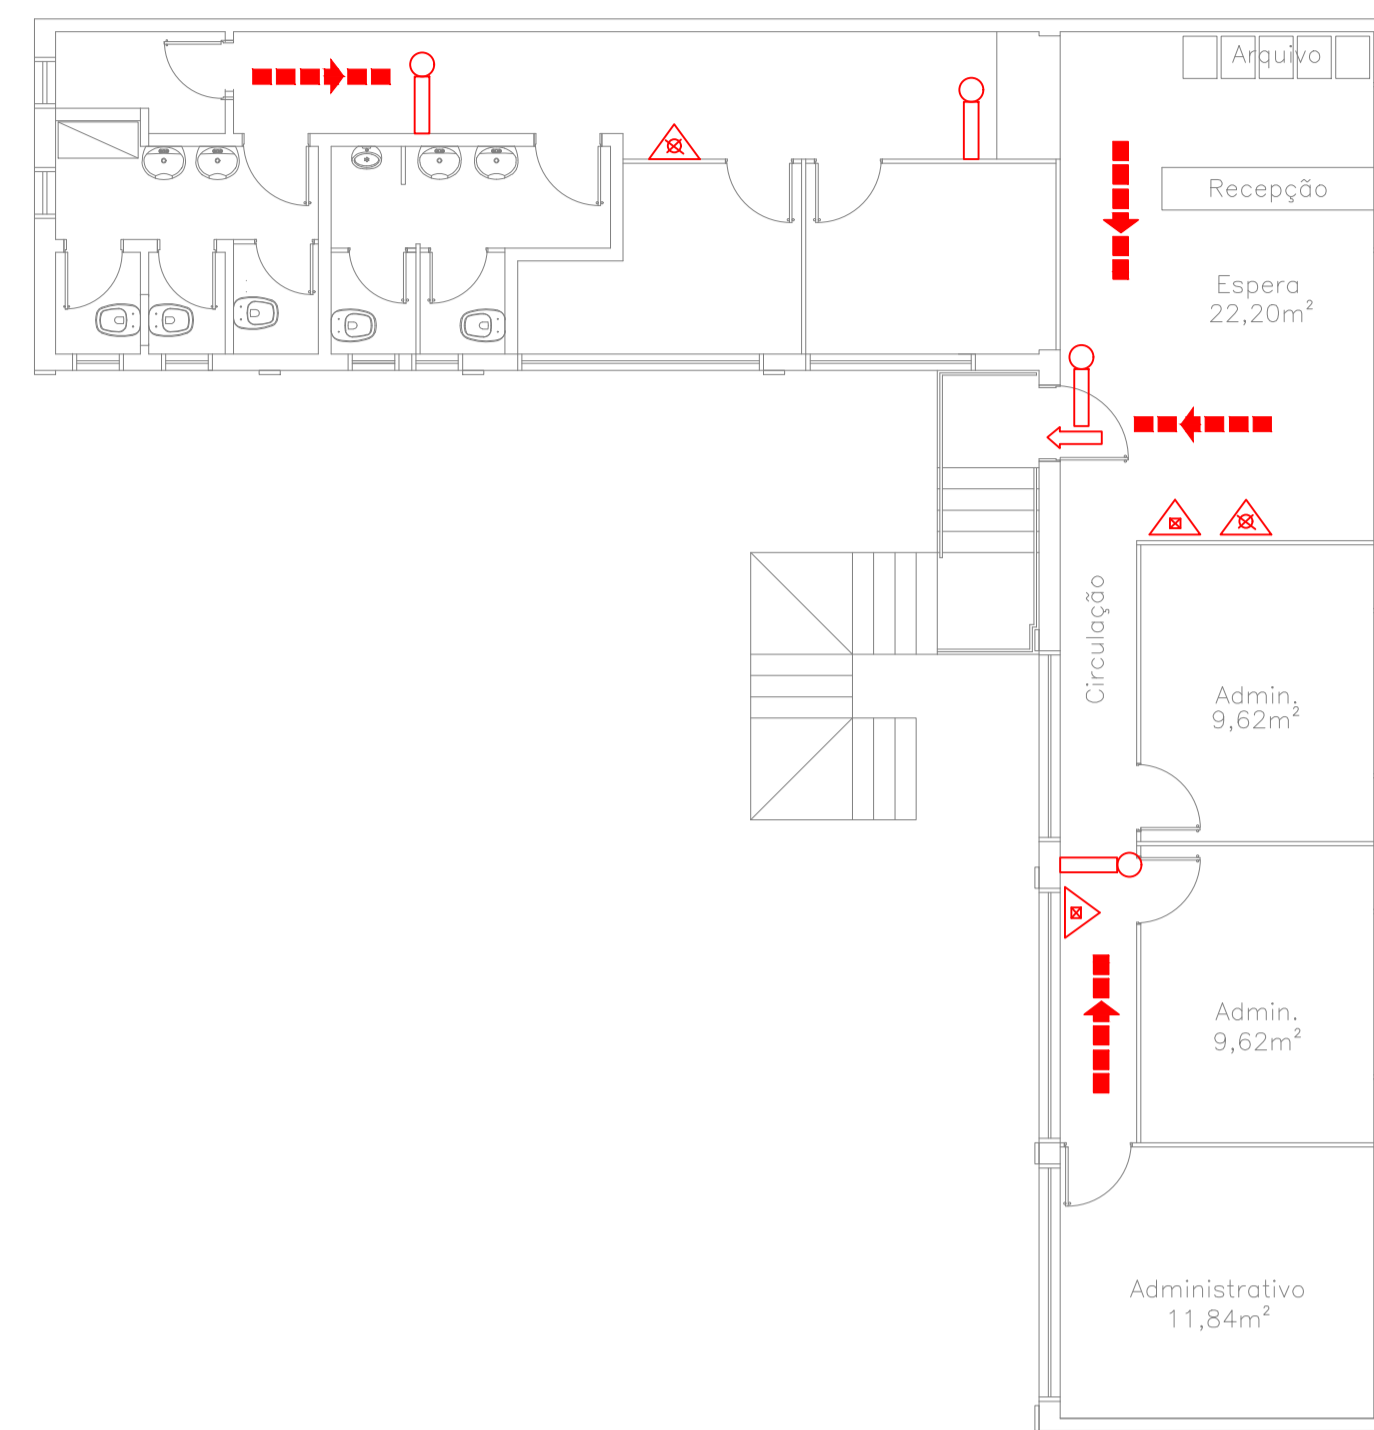 Arquivo
Recepção
Espera
22,20m²
Circulação
Admin.
9,62m²
Admin.
9,62m²
Administrativo
11,84m²